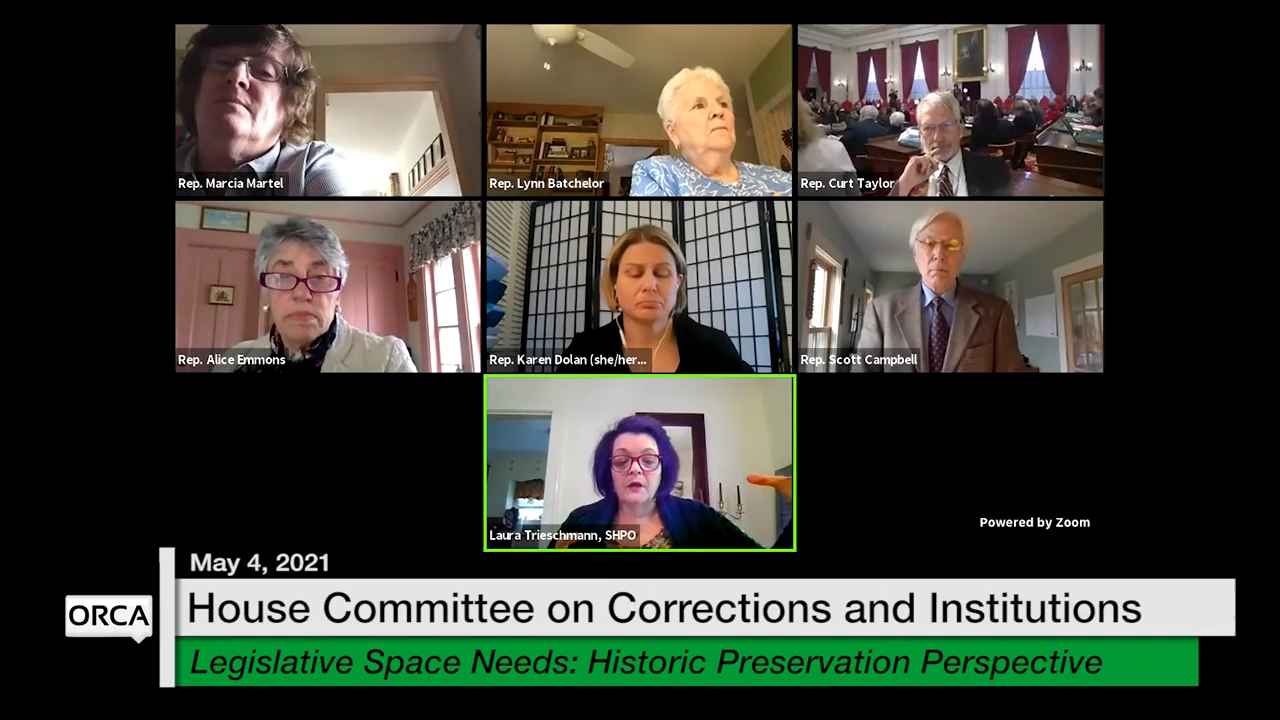 Rep. Marcia Martel
Rep. Lynn Batchelor
Rep. Curt Taylor
Rep. Alice Emmons
Rep. Karen Dolan (she/her...
Rep. Scott Campbell
Laura Trieschmann, SHPO
Powered by Zoom
May 4, 2021
ORCA
House Committee on Corrections and Institutions
Legislative Space Needs: Historic Preservation Perspective